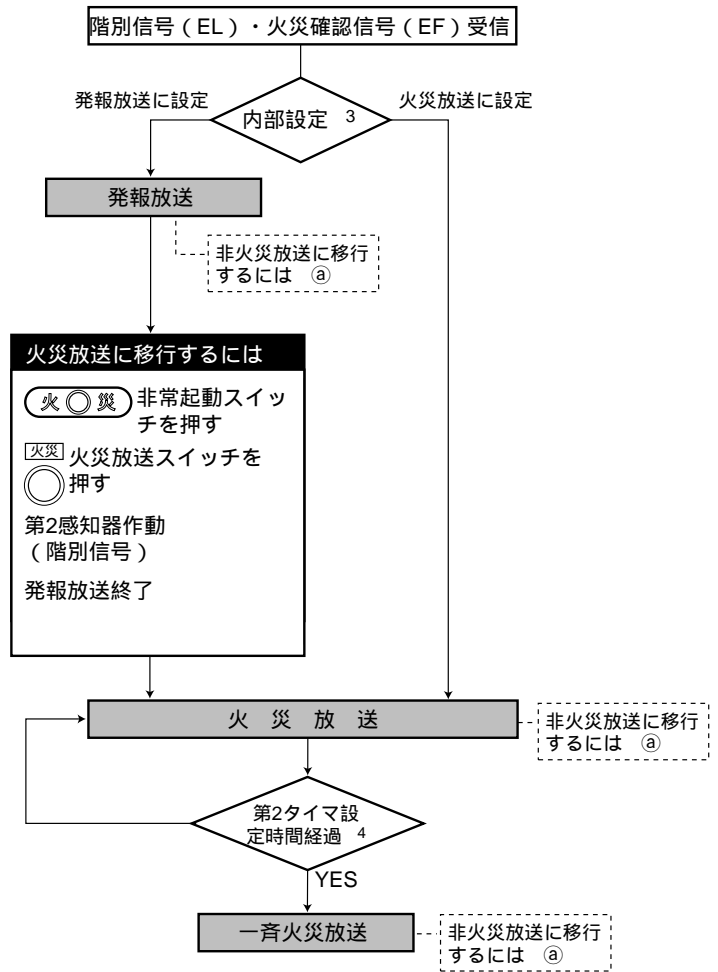 階別信号（EL）・火災確認信号（EF）受信
発報放送に設定
火災放送に設定
内部設定 3
発報放送
非火災放送に移行
するには ⓐ
火災放送に移行するには
火 災 非常起動スイッ
チを押す
火災 火災放送スイッチを
押す
第2感知器作動
（階別信号）
発報放送終了
火 災 放 送
非火災放送に移行
するには ⓐ
第2タイマ設
定時間経過 4
YES
一斉火災放送
非火災放送に移行
するには ⓐ